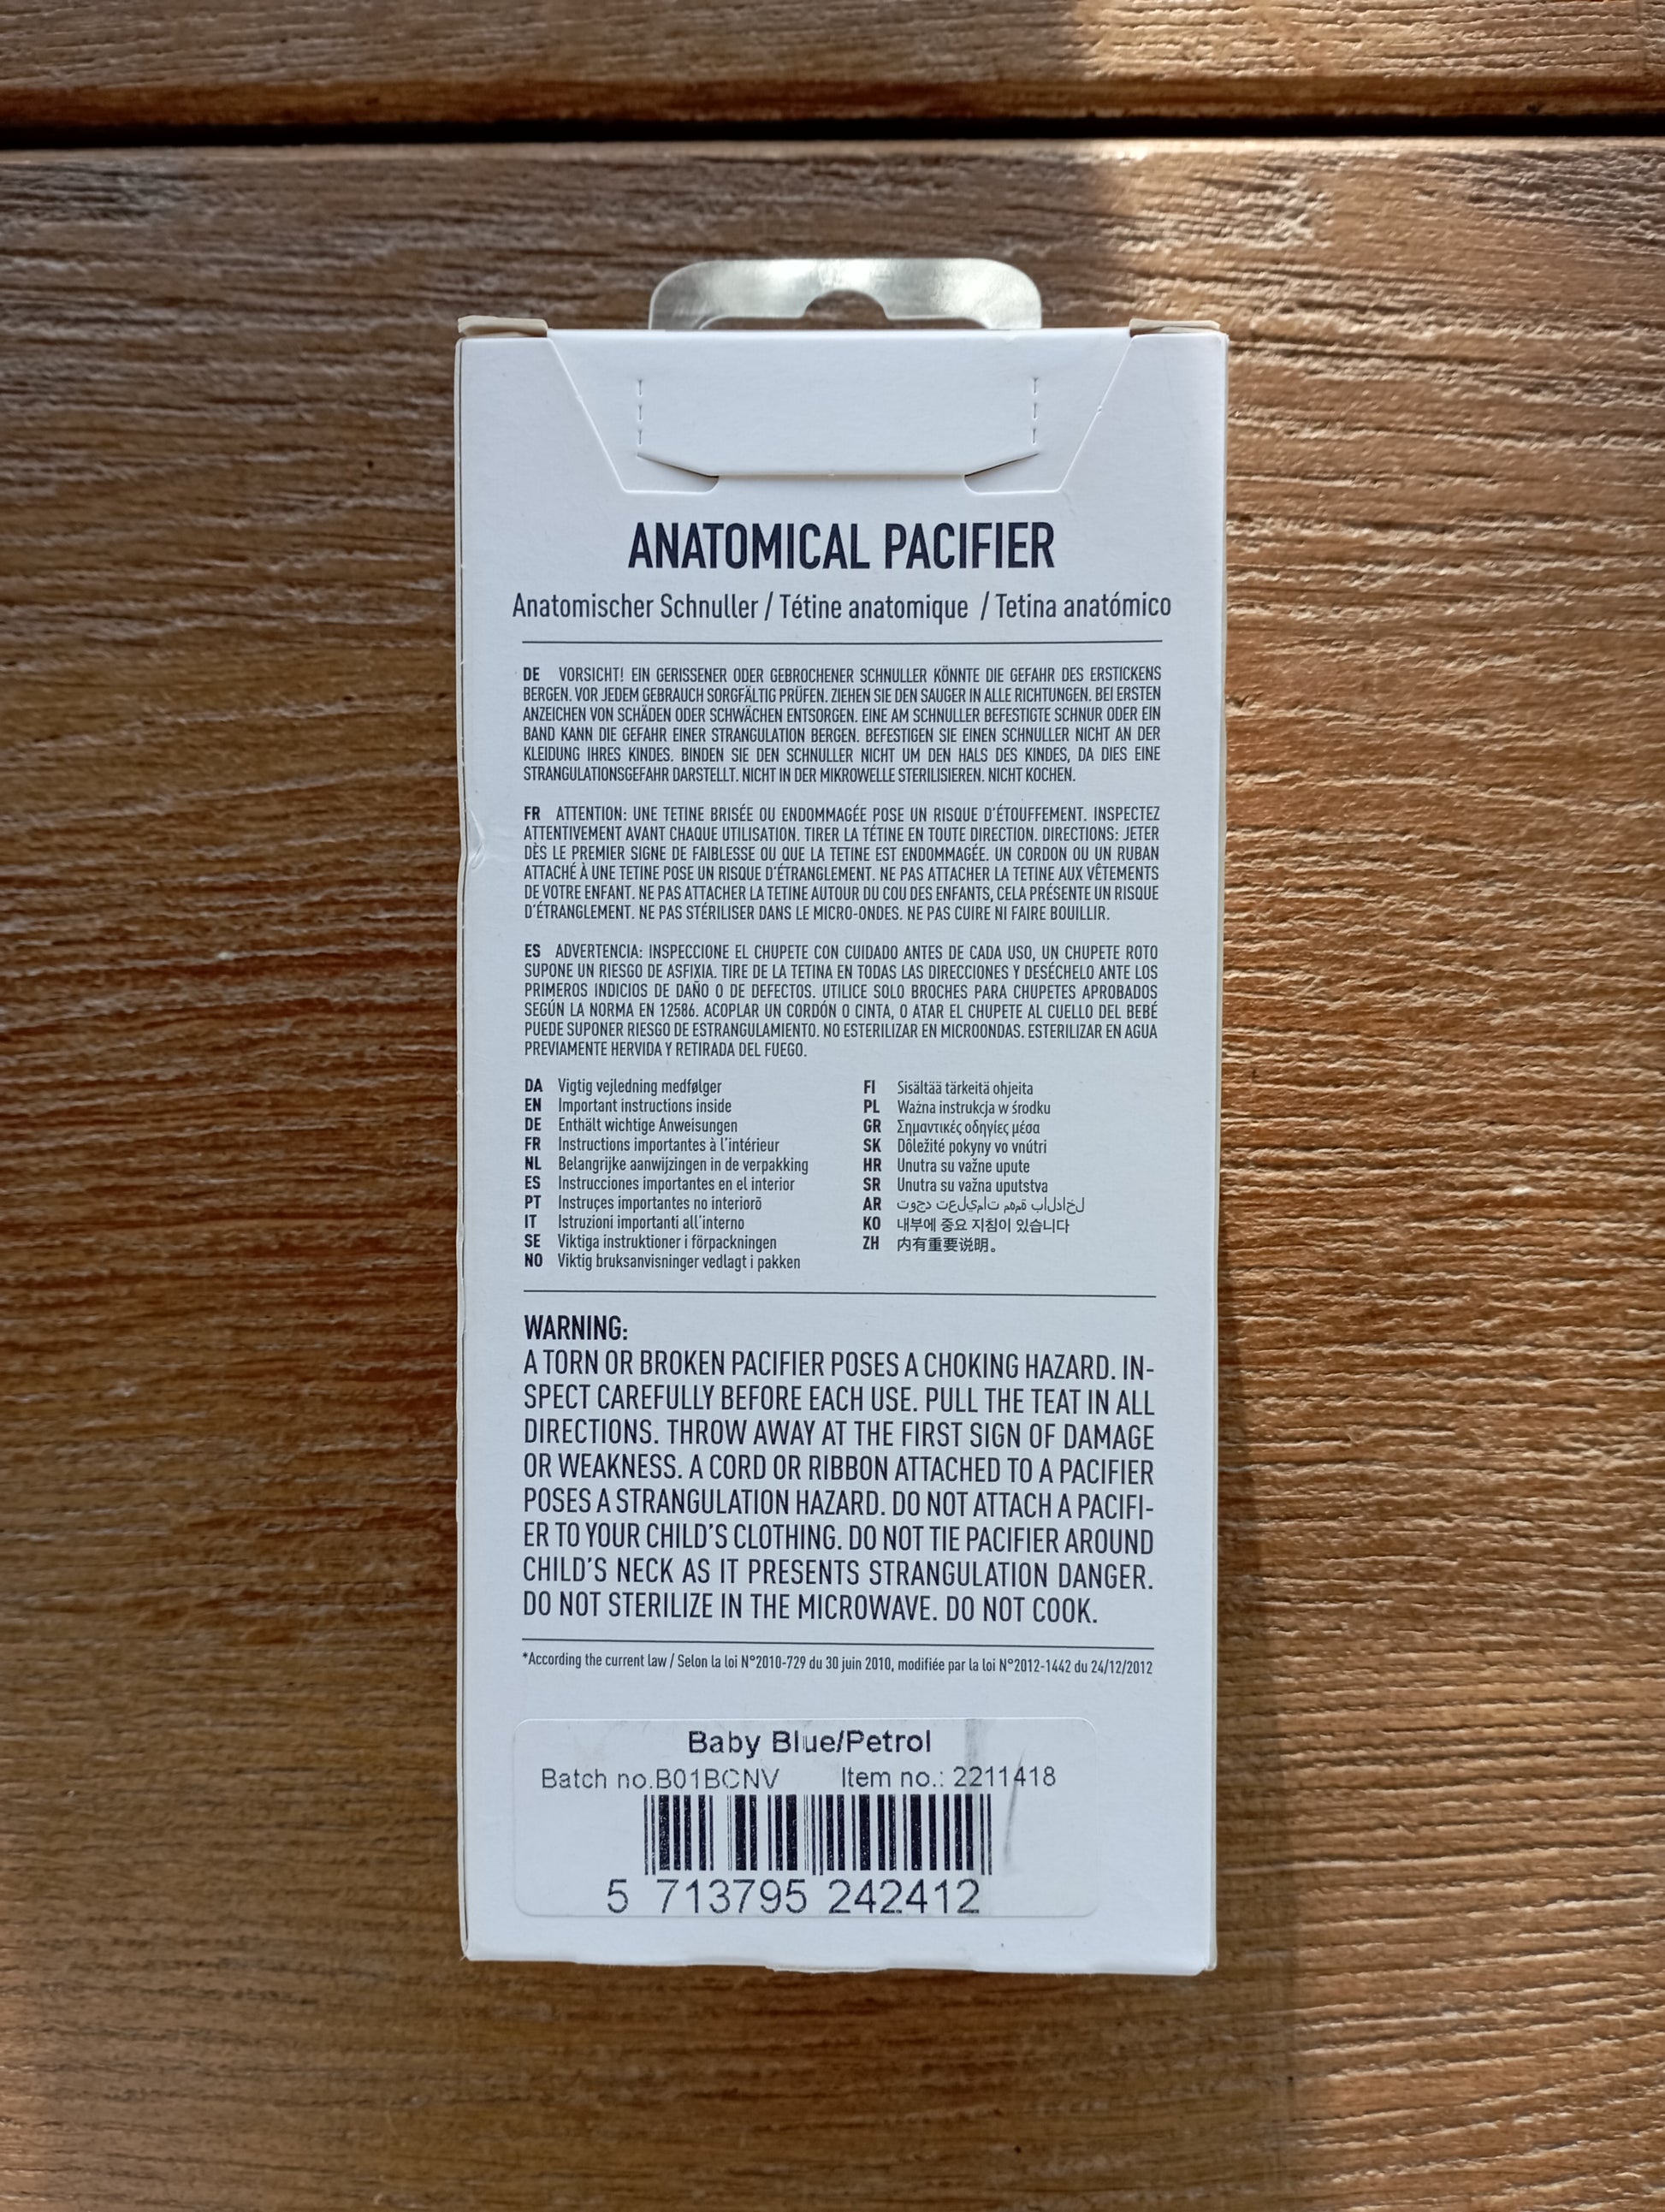 ANATOMICAL PACIFIER
Anatomischer Schnuller / Tétine anatomique / Tetina anatómico
DE VORSICHT! EIN GERISSENER ODER GEBROCHENER SCHNULLER KÖNNTE DIE GEFAHR DES ERSTICKENS
BERGEN. VOR JEDEM GEBRAUCH SORGFÄLTIG PRÜFEN. ZIEHEN SIE DEN SAUGER IN ALLE RICHTUNGEN. BEI ERSTEN
ANZEICHEN VON SCHÄDEN ODER SCHWÄCHEN ENTSORGEN. EINE AM SCHNULLER BEFESTIGTE SCHNUR ODER EIN
BAND KANN DIE GEFAHR EINER STRANGULATION BERGEN. BEFESTIGEN SIE EINEN SCHNULLER NICHT AN DER
KLEIDUNG IHRES KINDES. BINDEN SIE DEN SCHNULLER NICHT UM DEN HALS DES KINDES, DA DIES EINE
STRANGULATIONSGEFAHR DARSTELLT. NICHT IN DER MIKROWELLE STERILISIEREN. NICHT KOCHEN.
FR ATTENTION: UNE TETINE BRISÉE OU ENDOMMAGÉE POSE UN RISQUE D'ÉTOUFFEMENT. INSPECTEZ
ATTENTIVEMENT AVANT CHAQUE UTILISATION. TIRER LA TÉTINE EN TOUTE DIRECTION. DIRECTIONS: JETER
DÈS LE PREMIER SIGNE DE FAIBLESSE OU QUE LA TETINE EST ENDOMMAGÉE. UN CORDON OU UN RUBAN
ATTACHÉ À UNE TETINE POSE UN RISQUE D'ÉTRANGLEMENT. NE PAS ATTACHER LA TETINE AUX VÊTEMENTS
DE VOTRE ENFANT. NE PAS ATTACHER LA TETINE AUTOUR DU COU DES ENFANTS, CELA PRÉSENTE UN RISQUE
D'ÉTRANGLEMENT. NE PAS STÉRILISER DANS LE MICRO-ONDES. NE PAS CUIRE NI FAIRE BOUILLIR.
ES ADVERTENCIA: INSPECCIONE EL CHUPETE CON CUIDADO ANTES DE CADA USO, UN CHUPETE ROTO
SUPONE UN RIESGO DE ASFIXIA. TIRE DE LA TETINA EN TODAS LAS DIRECCIONES Y DESÉCHELO ANTE LOS
PRIMEROS INDICIOS DE DAÑO O DE DEFECTOS. UTILICE SOLO BROCHES PARA CHUPETES APROBADOS
SEGÚN LA NORMA EN 12586. ACOPLAR UN CORDÓN O CINTA, O ATAR EL CHUPETE AL CUELLO DEL BEBÉ
PUEDE SUPONER RIESGO DE ESTRANGULAMIENTO. NO ESTERILIZAR EN MICROONDAS. ESTERILIZAR EN AGUA
PREVIAMENTE HERVIDA Y RETIRADA DEL FUEGO.
DA Vigtig vejledning medfølger
EN Important instructions inside
DE Enthält wichtige Anweisungen
FR Instructions importantes à l'intérieur
NL Belangrijke aanwijzingen in de verpakking
ES Instrucciones importantes en el interior
PT Instruçes importantes no interiorõ
IT Istruzioni importanti all'interno
SE Viktiga instruktioner i förpackningen
NO Viktig bruksanvisninger vedlagt i pakken
FI Sisältää tärkeitä ohjeita
PL Ważna instrukcja w środku
GR Σημαντικές οδηγίες μέσα
SK Dôležité pokyny vo vnútri
HR Unutra su važne upute
SR Unutra su važna uputstva
AR توجد تعليمات مهمة بالداخل
KO 내부에 중요 지침이 있습니다
ZH 内有重要说明。
WARNING:
A TORN OR BROKEN PACIFIER POSES A CHOKING HAZARD. IN-
SPECT CAREFULLY BEFORE EACH USE. PULL THE TEAT IN ALL
DIRECTIONS. THROW AWAY AT THE FIRST SIGN OF DAMAGE
OR WEAKNESS. A CORD OR RIBBON ATTACHED TO A PACIFIER
POSES A STRANGULATION HAZARD. DO NOT ATTACH A PACIFI-
ER TO YOUR CHILD'S CLOTHING. DO NOT TIE PACIFIER AROUND
CHILD'S NECK AS IT PRESENTS STRANGULATION DANGER.
DO NOT STERILIZE IN THE MICROWAVE. DO NOT COOK.
*According the current law / Selon la loi N°2010-729 du 30 juin 2010, modifiée par la loi N°2012-1442 du 24/12/2012
Baby Blue/Petrol
Batch no.B01BCNV Item no.: 2211418
5 713795 242412